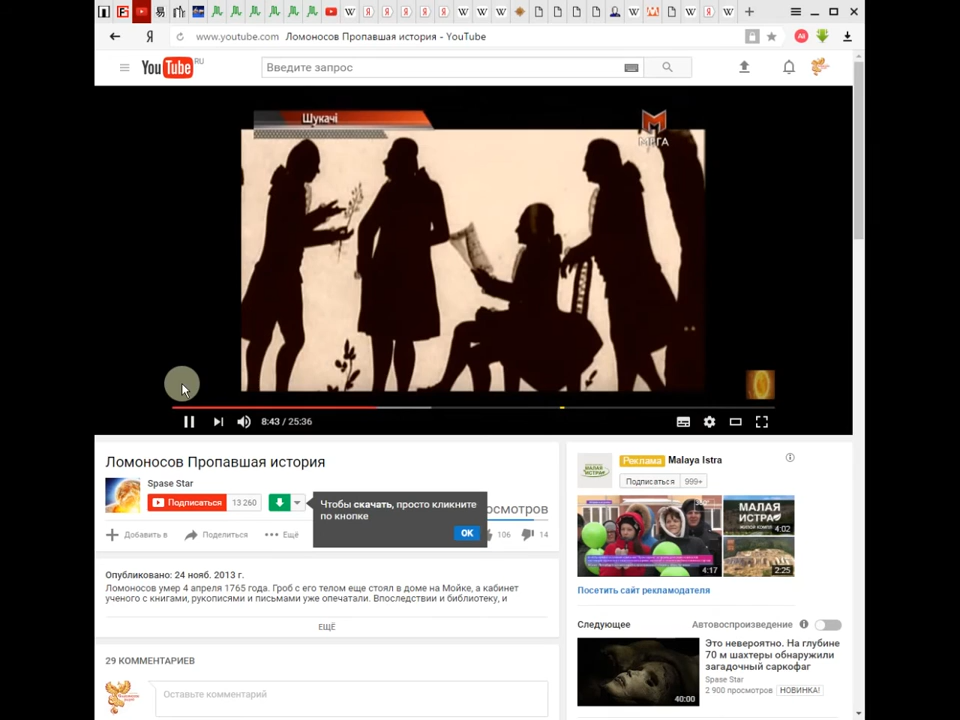 www.youtube.com Ломоносов Пропавшая история - YouTube
YouTube RU
Введите запрос
Щукачі
МЕГА
8:43 / 25:36
Ломоносов Пропавшая история
Spase Star
Подписаться 13 260
Чтобы скачать, просто кликните
по кнопке
OK
Добавить в Поделиться Ещё 106 14
Опубликовано: 24 нояб. 2013 г.
Ломоносов умер 4 апреля 1765 года. Гроб с его телом еще стоял в доме на Мойке, а кабинет
ученого с книгами, рукописями и письмами уже опечатали. Впоследствии и библиотеку, и
ЕЩЁ
29 КОММЕНТАРИЕВ
Оставьте комментарий
Реклама Malaya Istra
Подписаться 999+
МАЛАЯ
ИСТРА
4:02
4:17
2:25
Посетить сайт рекламодателя
Следующее Автовоспроизведение
Это невероятно. На глубине
70 м шахтеры обнаружили
загадочный саркофаг
Spase Star
2 900 просмотров НОВИНКА!
40:00